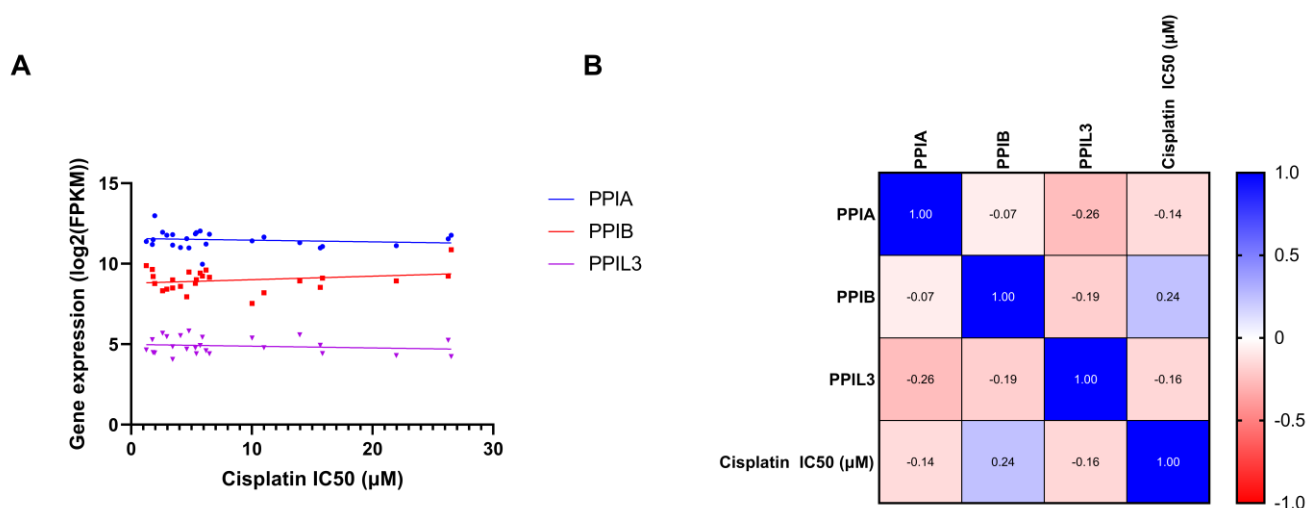 A
Gene expression (log2(FPKM))
15
10
5
0
0
10
20
30
Cisplatin IC50 (μM)
PPIA
PPIB
PPIL3
B
PPIA
PPIB
PPIL3
Cisplatin IC50 (μM)
PPIA
1.00
-0.07
-0.26
-0.14
PPIB
-0.07
1.00
-0.19
0.24
PPIL3
-0.26
-0.19
1.00
-0.16
Cisplatin IC50 (μM)
-0.14
0.24
-0.16
1.00
1.0
0.5
0
-0.5
-1.0